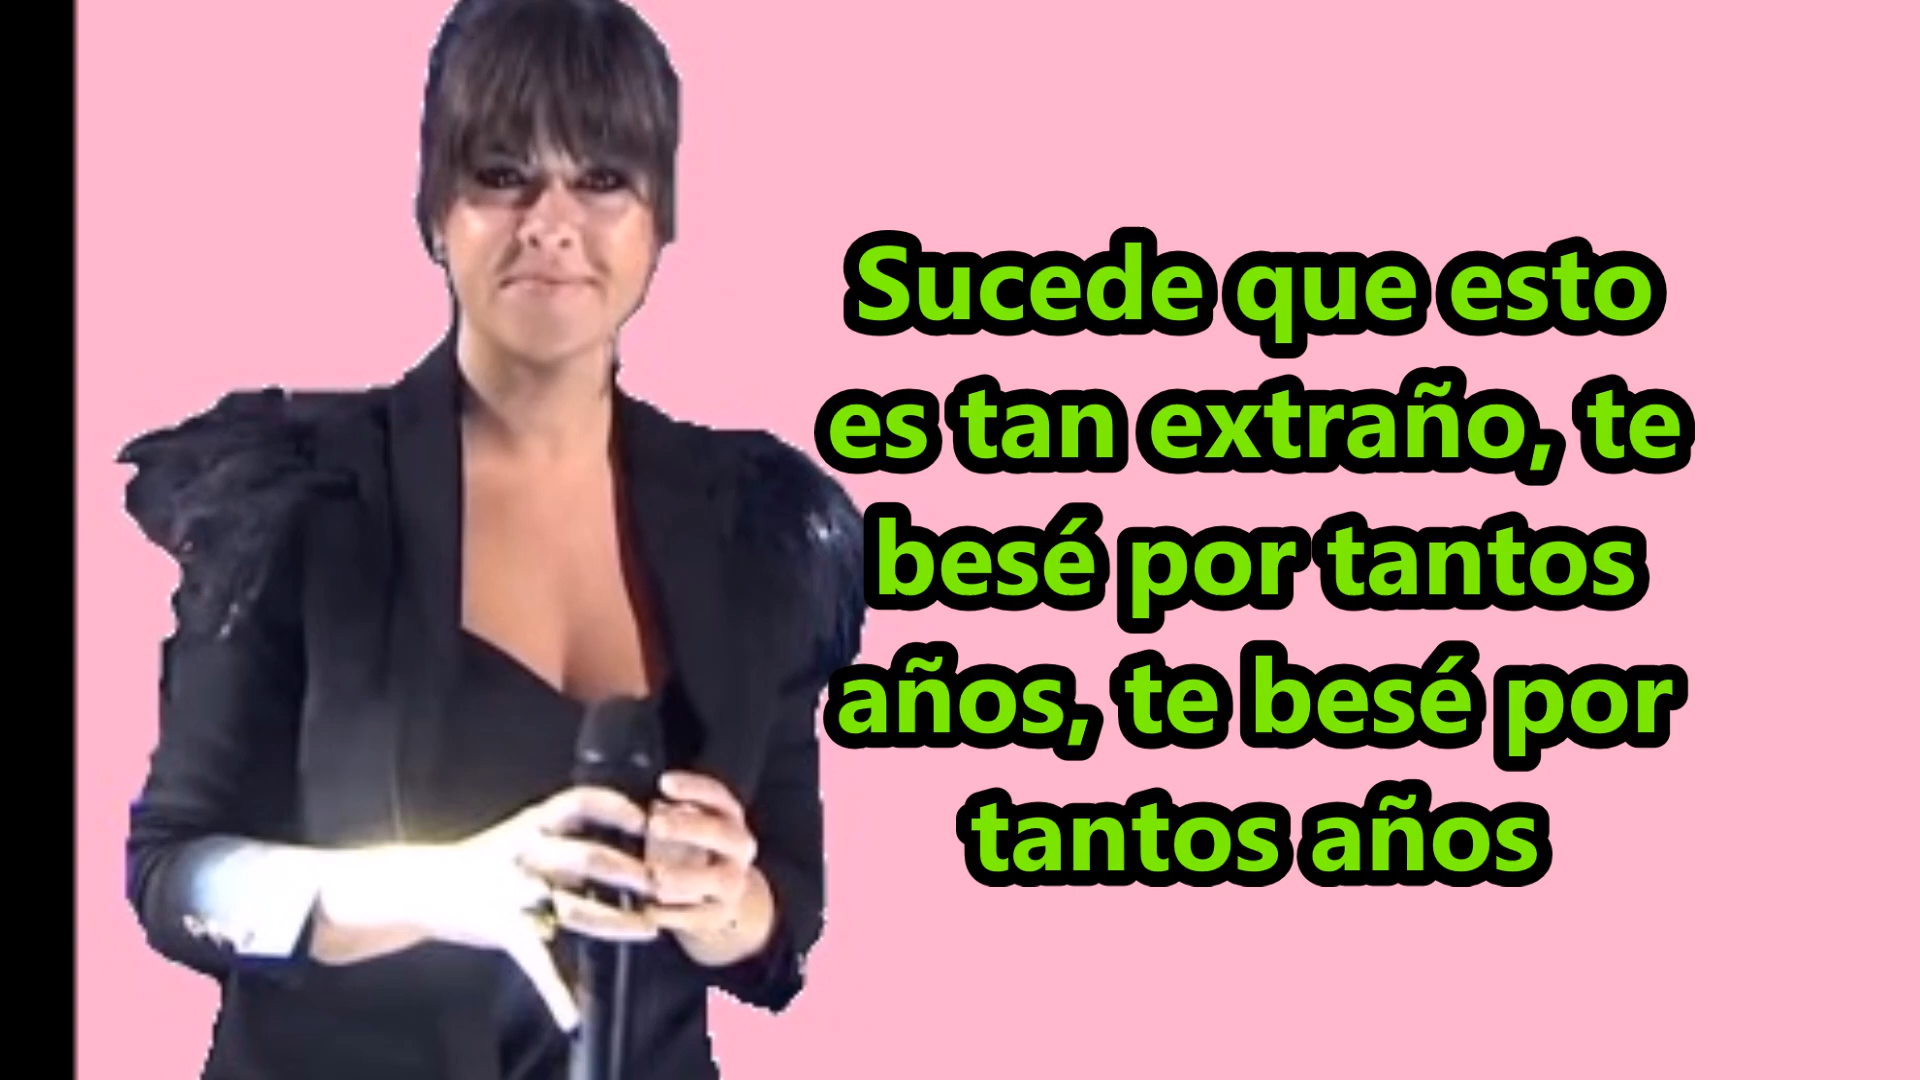 Sucede que esto
es tan extraño, te
besé por tantos
años, te besé por
tantos años